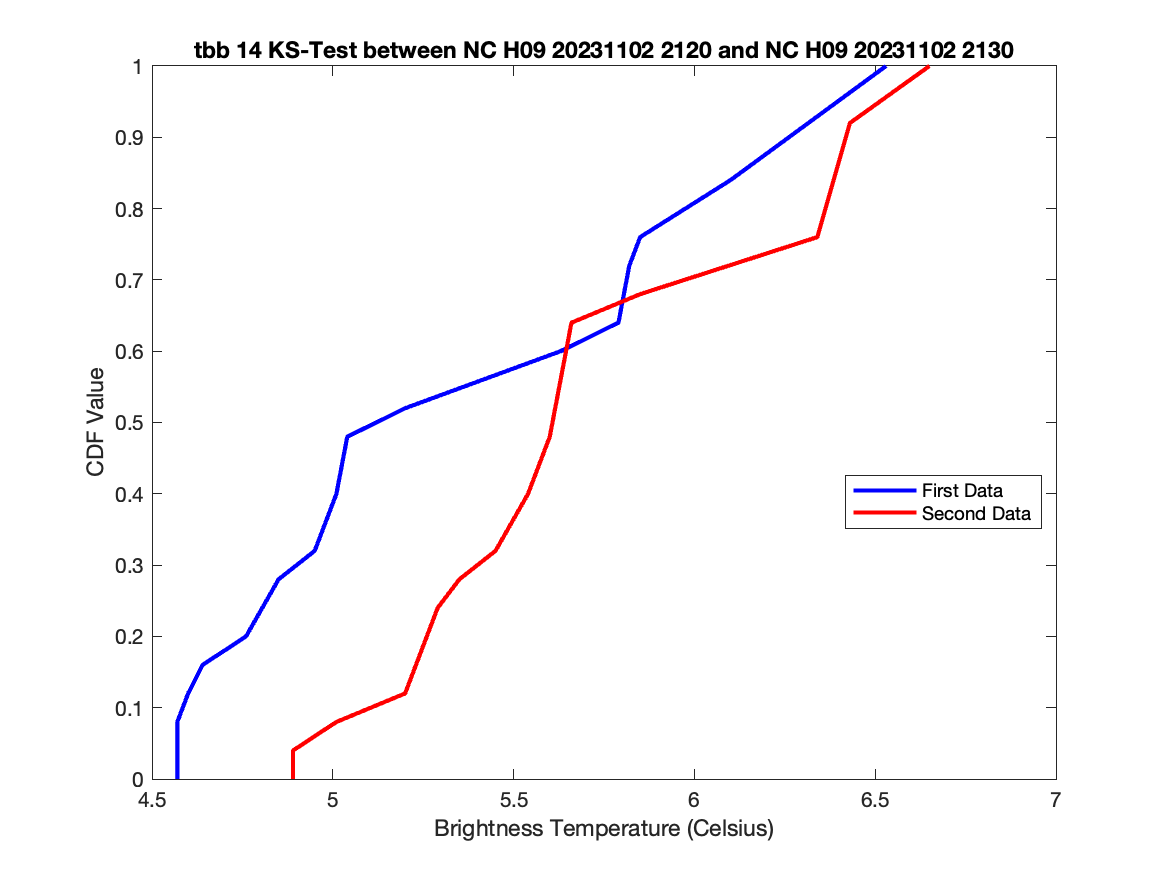 tbb 14 KS-Test between NC H09 20231102 2120 and NC H09 20231102 2130
1
0.9
0.8
0.7
0.6
0.5
0.4
0.3
0.2
0.1
0
CDF Value
First Data
Second Data
4.5 5 5.5 6 6.5 7
Brightness Temperature (Celsius)